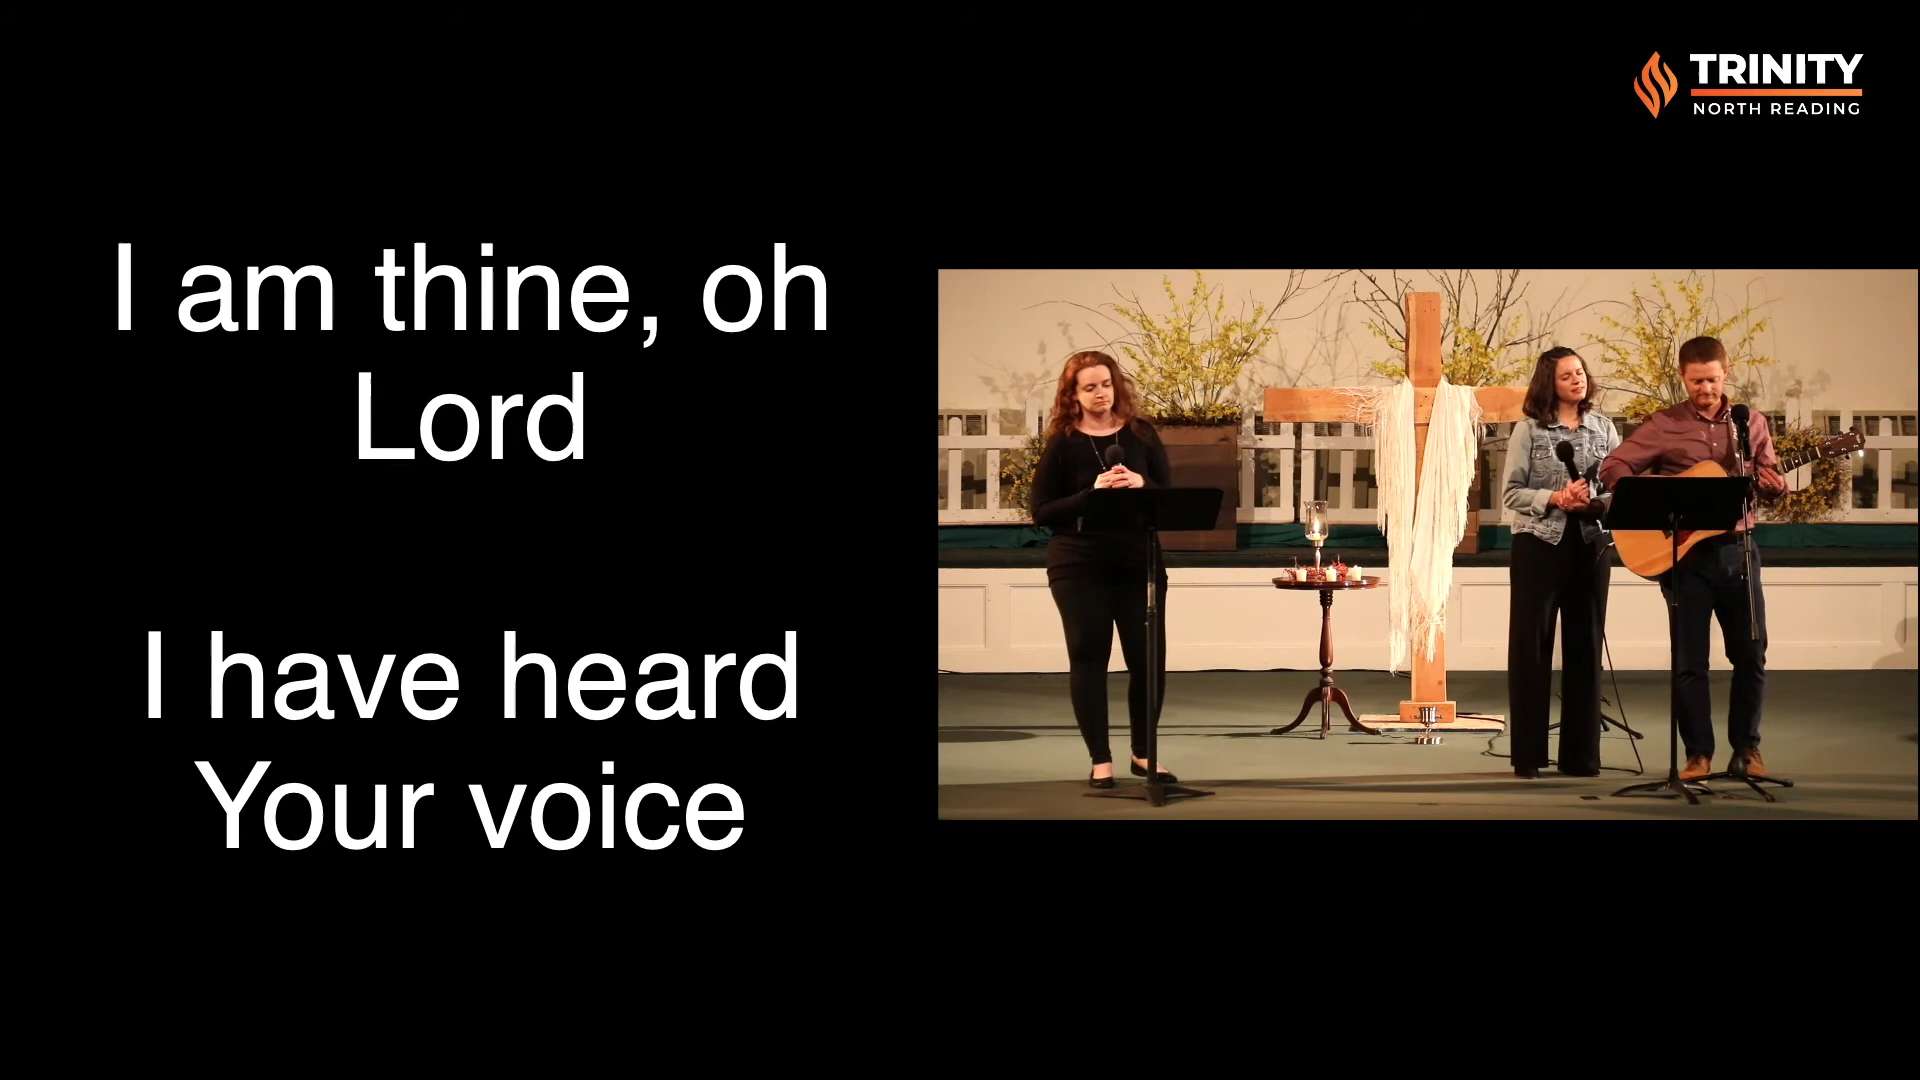 TRINITY
NORTH READING
I am thine, oh
Lord
I have heard
Your voice